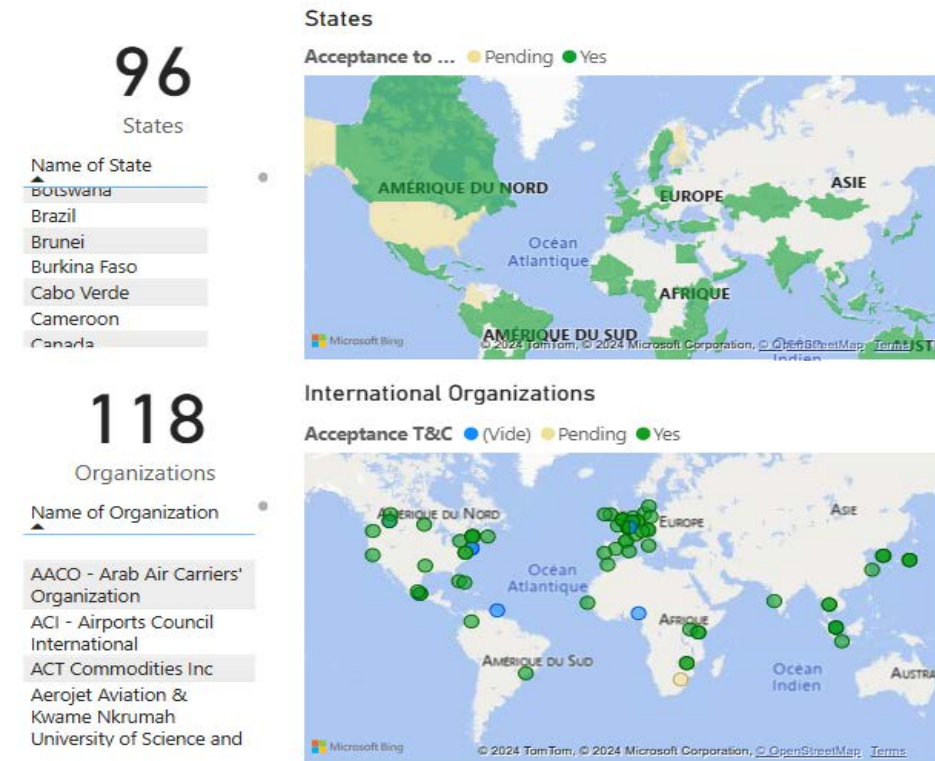 96
States
Name of State
Botswana
Brazil
Brunei
Burkina Faso
Cabo Verde
Cameroon
Canada
States
Acceptance to ... Pending Yes
AMÉRIQUE DU NORD
EUROPE
ASIE
Océan
Atlantique
AFRIQUE
AMÉRIQUE DU SUD
Océan
Indien
AUST
Microsoft Bing
© 2024 TomTom, © 2024 Microsoft Corporation, © OpenStreetMap Terms
118
Organizations
Name of Organization
AACO - Arab Air Carriers'
Organization
ACI - Airports Council
International
ACT Commodities Inc
Aerojet Aviation &
Kwame Nkrumah
University of Science and
International Organizations
Acceptance T&C (Vide) Pending Yes
AMÉRIQUE DU NORD
EUROPE
ASIE
Océan
Atlantique
AFRIQUE
AMÉRIQUE DU SUD
Océan
Indien
AUSTRA
Microsoft Bing
© 2024 TomTom, © 2024 Microsoft Corporation, © OpenStreetMap Terms